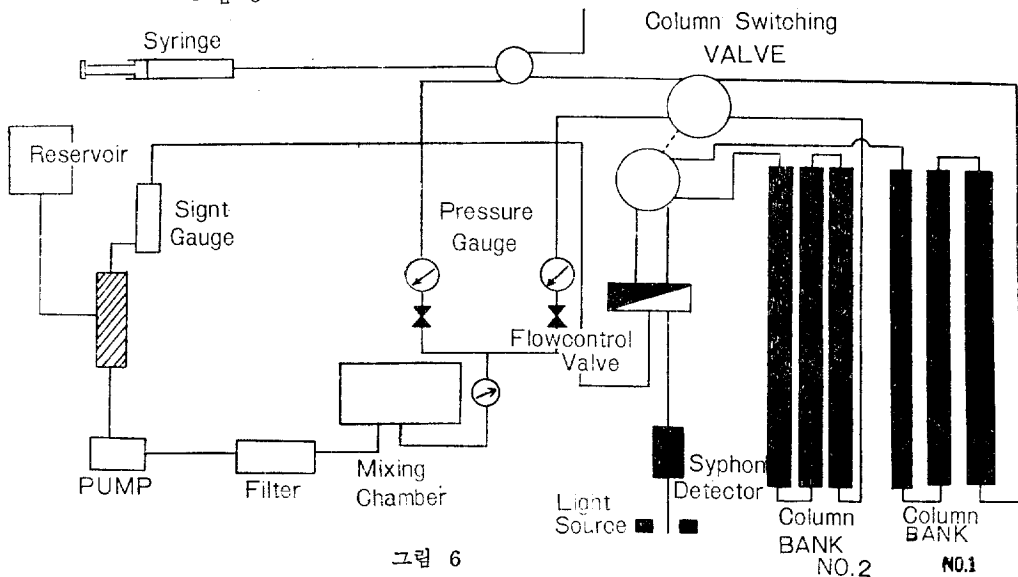 Syringe
Column Switching
VALVE
Reservoir
Signt
Gauge
Pressure
Gauge
Flowcontrol
Valve
PUMP
Filter
Mixing
Chamber
Syphon
Detector
Light
Source
Column
BANK
NO.2
Column
BANK
NO.1
그림 6